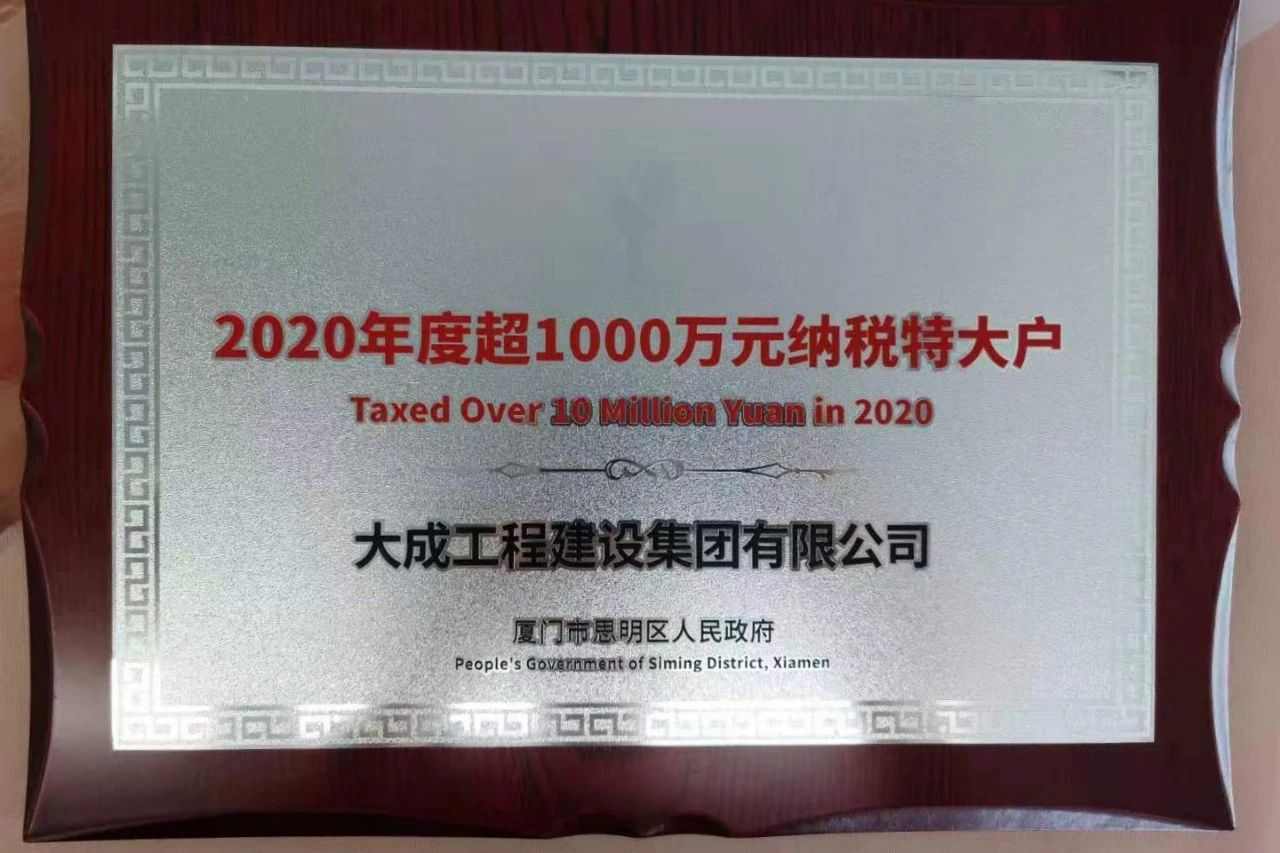 2020年度超1000万元纳税特大户
Taxed Over 10 Million Yuan in 2020
大成工程建设集团有限公司
厦门市思明区人民政府
People's Government of Siming District, Xiamen